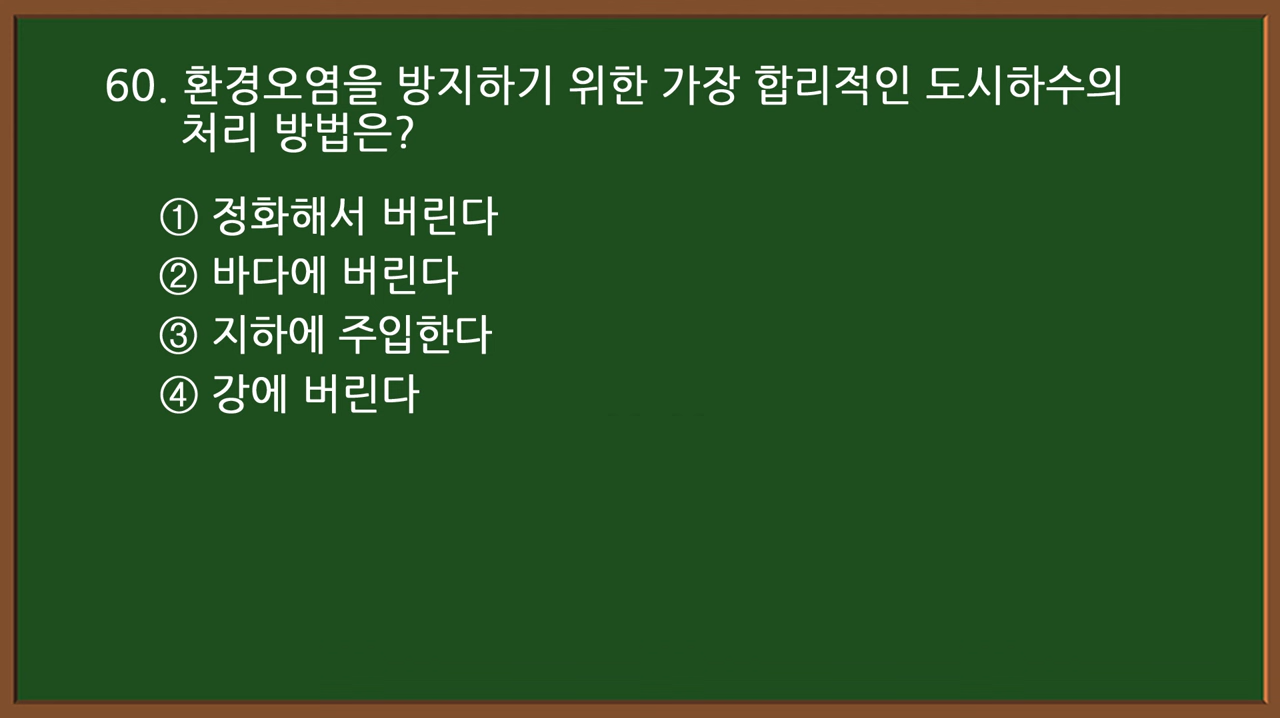 60. 환경오염을 방지하기 위한 가장 합리적인 도시하수의
처리 방법은?
① 정화해서 버린다
② 바다에 버린다
③ 지하에 주입한다
④ 강에 버린다